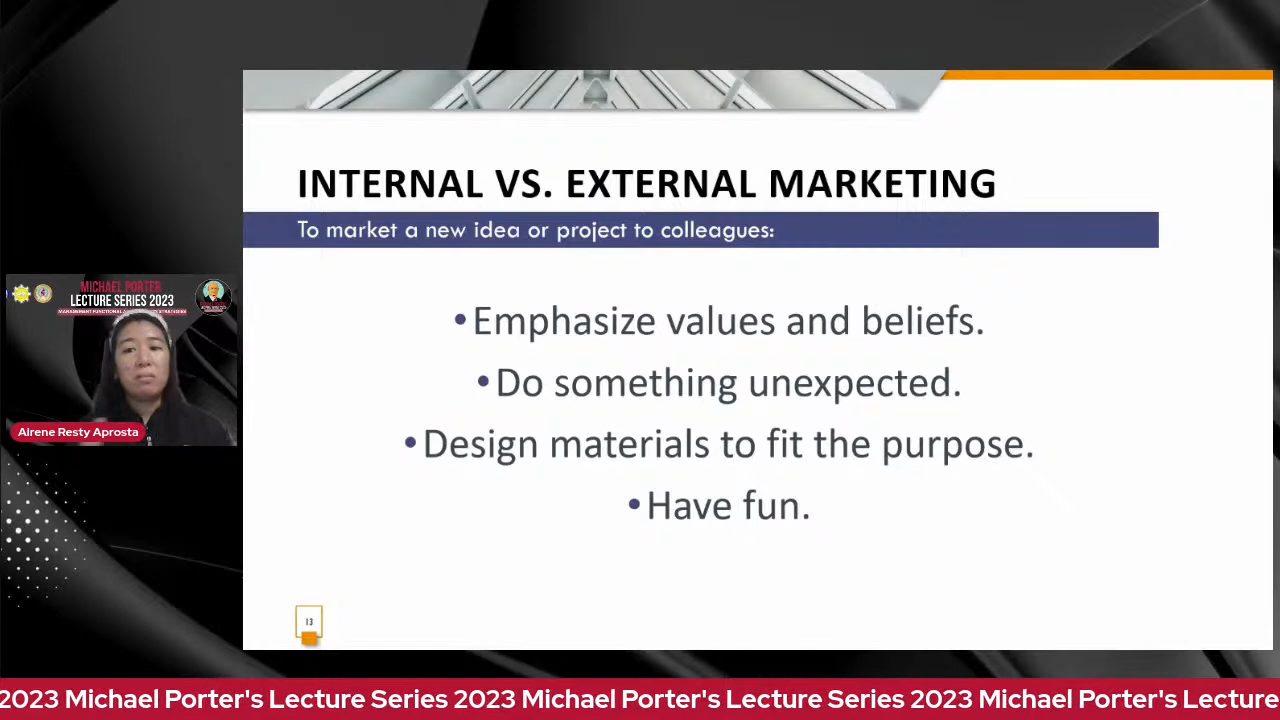 INTERNAL VS. EXTERNAL MARKETING
To market a new idea or project to colleagues:
•Emphasize values and beliefs.
•Do something unexpected.
•Design materials to fit the purpose.
•Have fun.
13
MICHAEL PORTER
LECTURE SERIES 2023
Airene Resty Aprosta
2023 Michael Porter's Lecture Series 2023 Michael Porter's Lecture Series 2023 Michael Porter's Lecture